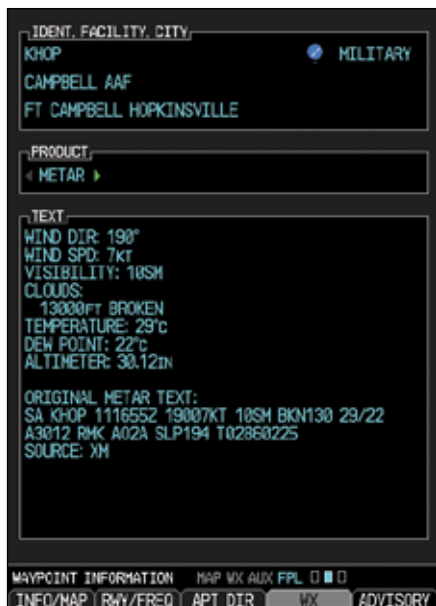 IDENT, FACILITY, CITY
KHOP MILITARY
CAMPBELL AAF
FT CAMPBELL HOPKINSVILLE
PRODUCT
METAR
TEXT
WIND DIR: 190°
WIND SPD: 7KT
VISIBILITY: 10SM
CLOUDS:
13000FT BROKEN
TEMPERATURE: 29°C
DEW POINT: 22°C
ALTIMETER: 30.12IN
ORIGINAL METAR TEXT:
SA KHOP 111655Z 19007KT 10SM BKN130 29/22
A3012 RMK AO2A SLP194 T02860225
SOURCE: XM
WAYPOINT INFORMATION MAP WX AUX FPL
INFO/MAP RWY/FREQ APT DIR WX ADVISORY